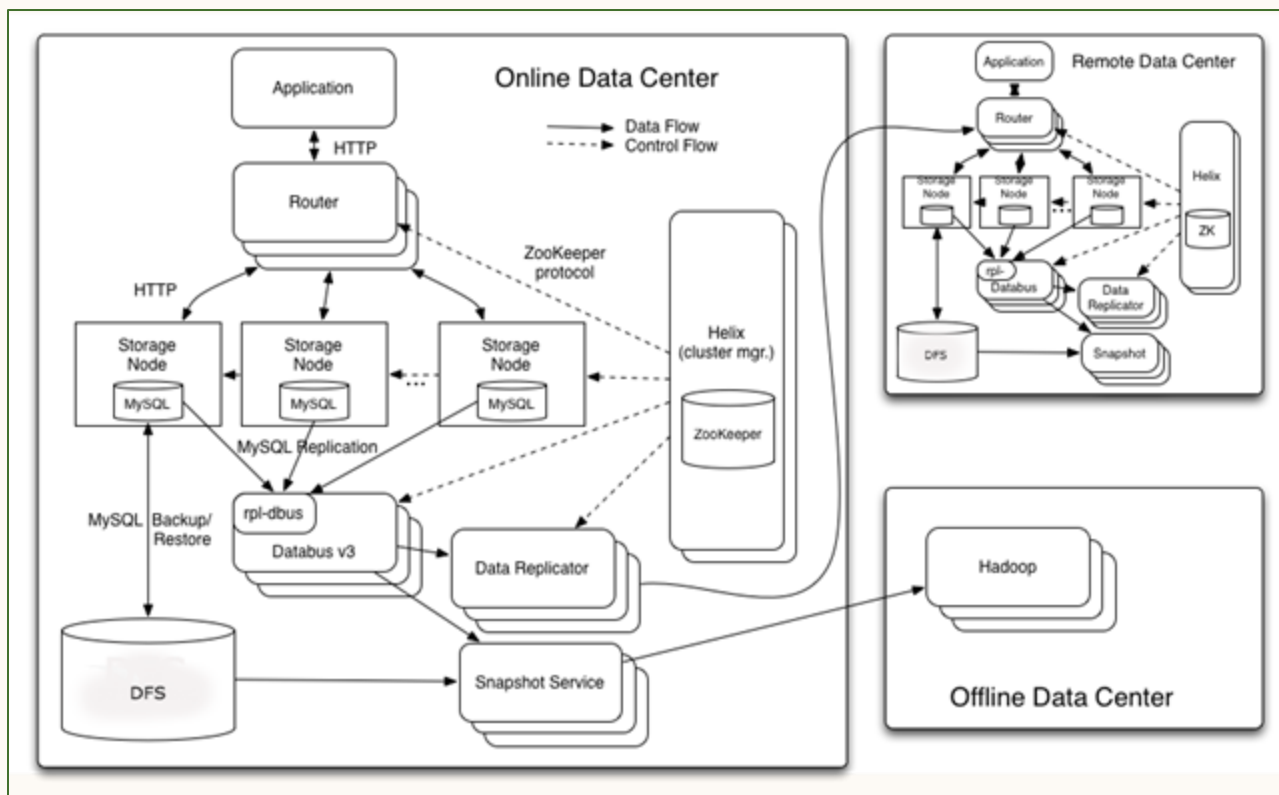 Online Data Center
Application
Data Flow
Control Flow
HTTP
Router
ZooKeeper
protocol
HTTP
Storage
Node
MySQL
Storage
Node
MySQL
...
Storage
Node
MySQL
Helix
(cluster mgr.)
ZooKeeper
MySQL Replication
MySQL Backup/
Restore
rpl-dbus
Databus v3
Data Replicator
DFS
Snapshot Service
Remote Data Center
Application
Router
Storage
Node
Storage
Node
...
Storage
Node
Helix
ZK
rpl-
Databus
Data
Replicator
DFS
Snapshot
Hadoop
Offline Data Center